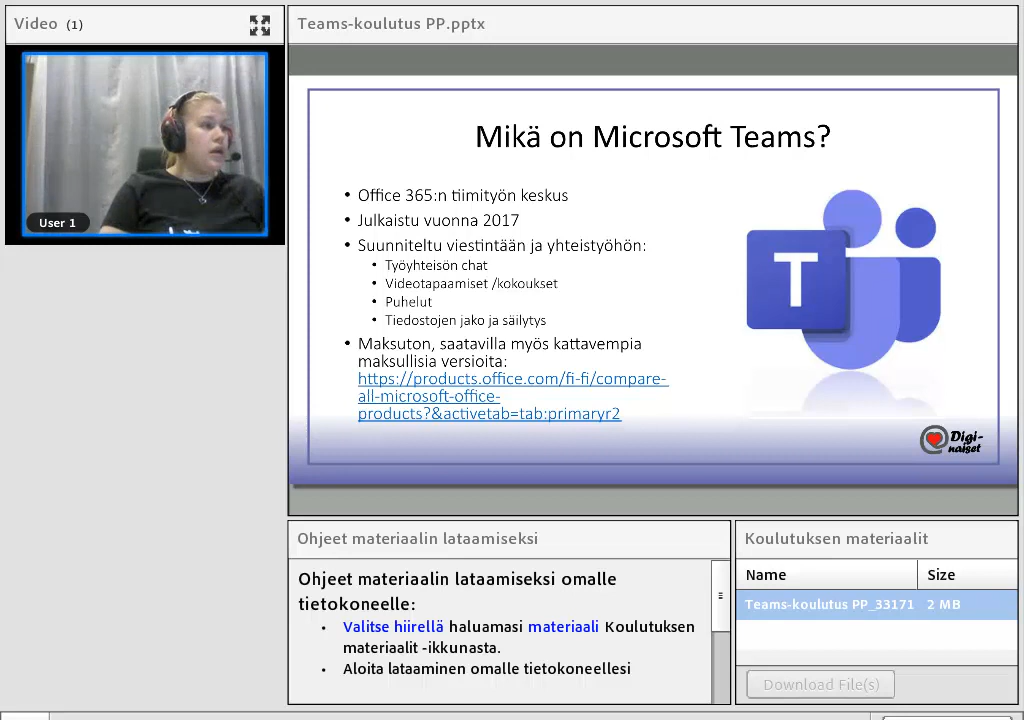 Video (1)
User 1
Teams-koulutus PP.pptx
Mikä on Microsoft Teams?
• Office 365:n tiimityön keskus
• Julkaistu vuonna 2017
• Suunniteltu viestintään ja yhteistyöhön:
• Työyhteisön chat
• Videotapaamiset /kokoukset
• Puhelut
• Tiedostojen jako ja säilytys
• Maksuton, saatavilla myös kattavempia
maksullisia versioita:
https://products.office.com/fi-fi/compare-
all-microsoft-office-
products?&activetab=tab:primaryr2
T
Digi-
naiset
Ohjeet materiaalin lataamiseksi
Ohjeet materiaalin lataamiseksi omalle
tietokoneelle:
• Valitse hiirellä haluamasi materiaali Koulutuksen
materiaalit -ikkunasta.
• Aloita lataaminen omalle tietokoneellesi
Koulutuksen materiaalit
Name Size
Teams-koulutus PP_33171 2 MB
Download File(s)